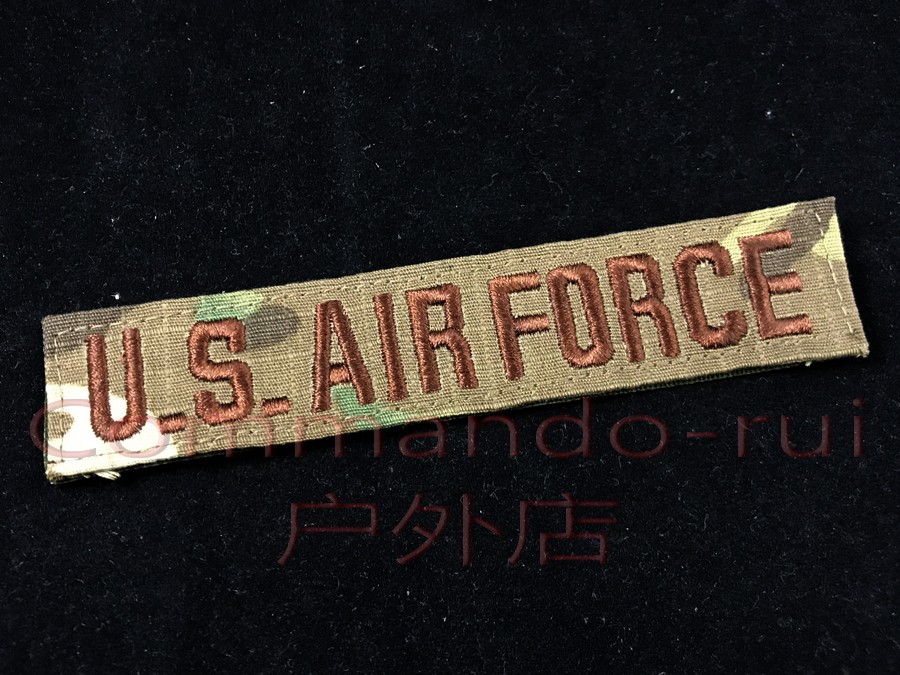 U.S. AIR FORCE
Commando-rui
户外店